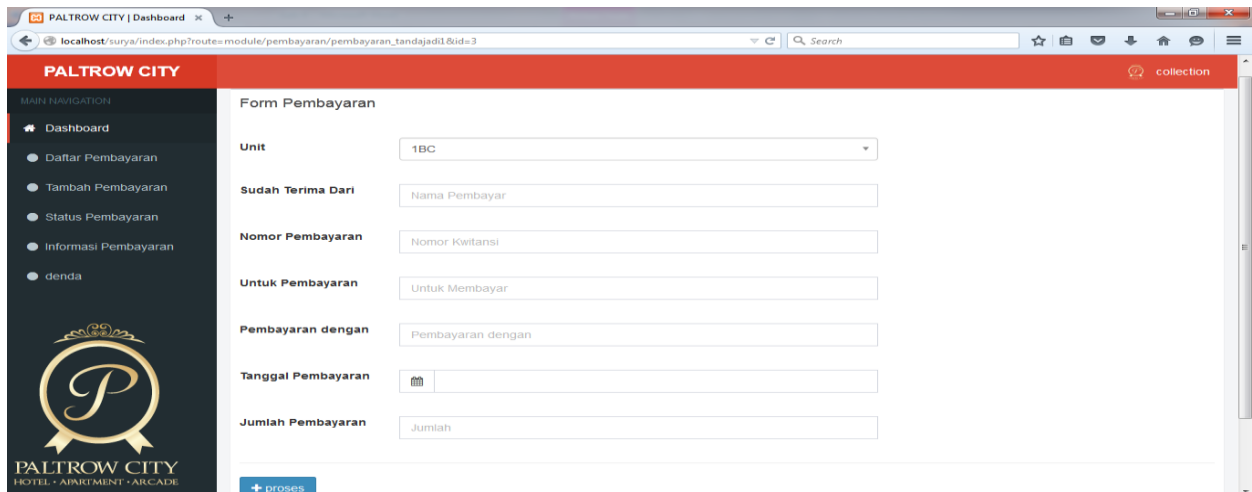 PALTROW CITY | Dashboard × +
localhost/surya/index.php?route=module/pembayaran/pembayaran_tandajadi1&id=3
Search
PALTROW CITY
collection
MAIN NAVIGATION
Dashboard
Daftar Pembayaran
Tambah Pembayaran
Status Pembayaran
Informasi Pembayaran
denda
P
PALTROW CITY
HOTEL · APARTMENT · ARCADE
Form Pembayaran
Unit
1BC
Sudah Terima Dari
Nama Pembayar
Nomor Pembayaran
Nomor Kwitansi
Untuk Pembayaran
Untuk Membayar
Pembayaran dengan
Pembayaran dengan
Tanggal Pembayaran
Jumlah Pembayaran
Jumlah
+ proses